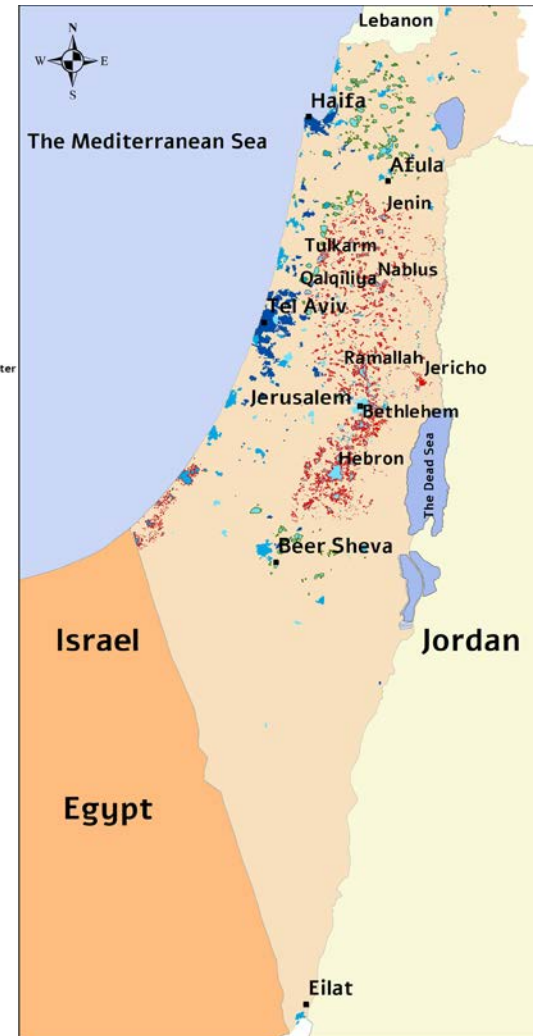 Lebanon
N
W E
S
Haifa
The Mediterranean Sea
Afula
Jenin
Tulkarm
Nablus
Qalqiliya
Tel Aviv
Ramallah
Jericho
ter
Jerusalem
Bethlehem
Hebron
The Dead Sea
Beer Sheva
Israel
Jordan
Egypt
Eilat